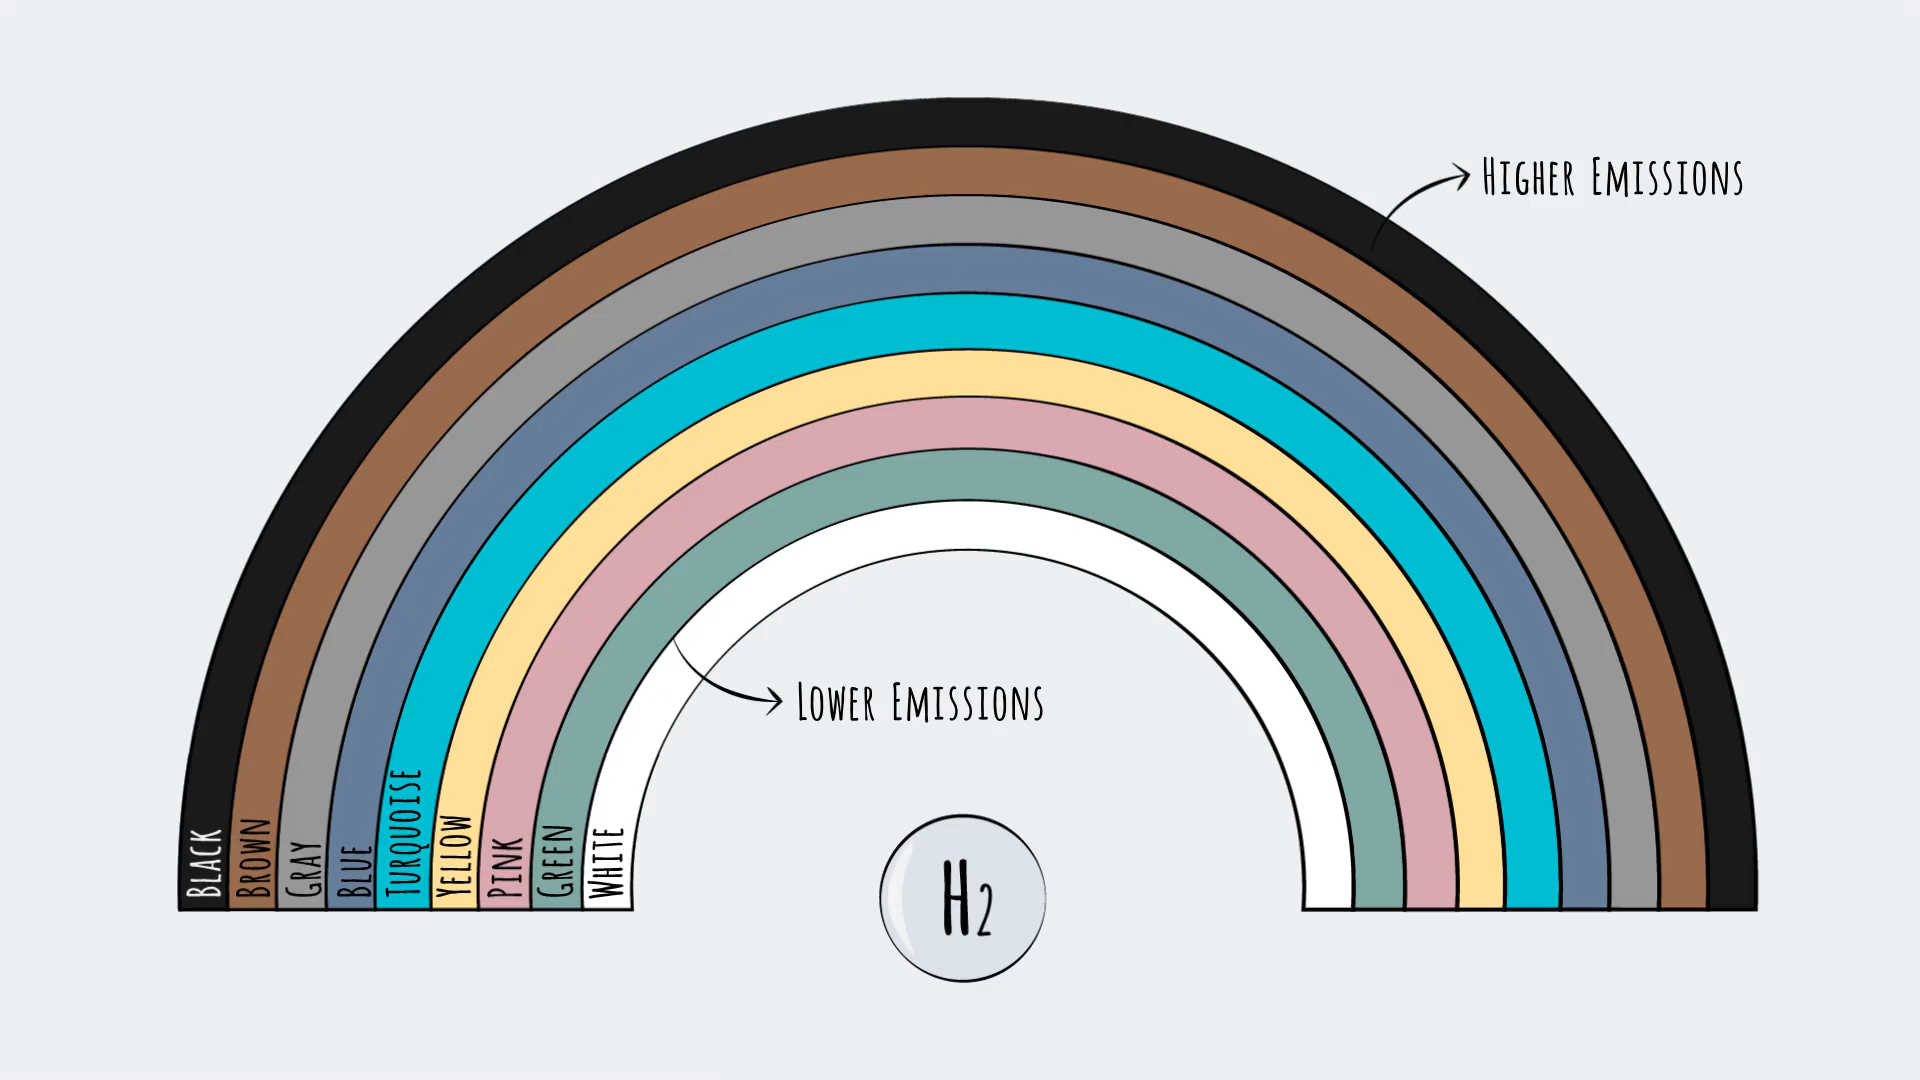 Higher Emissions
Lower Emissions
Black
Brown
Gray
Blue
Turquoise
Yellow
Pink
Green
White
H2